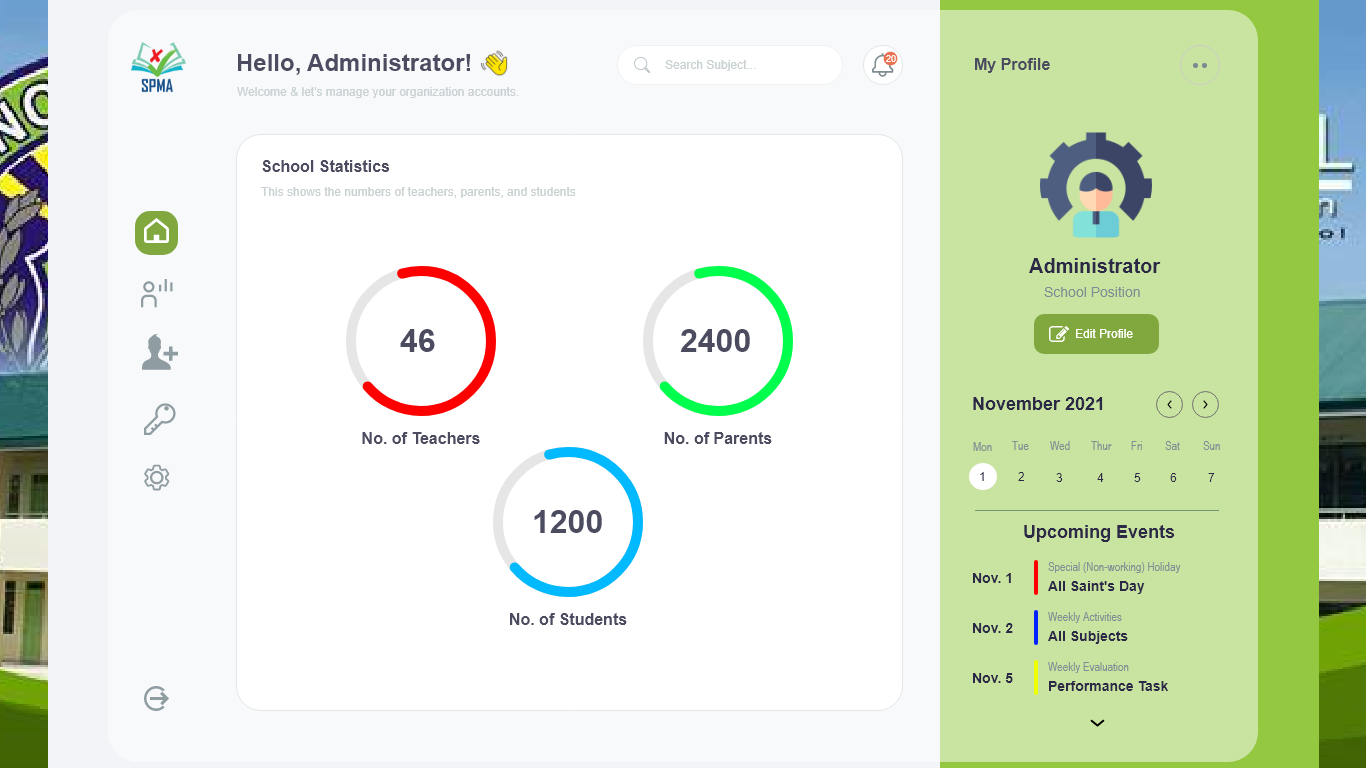 SPMA
Hello, Administrator!
Welcome & let's manage your organization accounts.
Search Subject...
20
School Statistics
This shows the numbers of teachers, parents, and students
46
No. of Teachers
2400
No. of Parents
1200
No. of Students
My Profile
Administrator
School Position
Edit Profile
November 2021
Mon Tue Wed Thur Fri Sat Sun
1 2 3 4 5 6 7
Upcoming Events
Nov. 1
Special (Non-working) Holiday
All Saint's Day
Nov. 2
Weekly Activities
All Subjects
Nov. 5
Weekly Evaluation
Performance Task